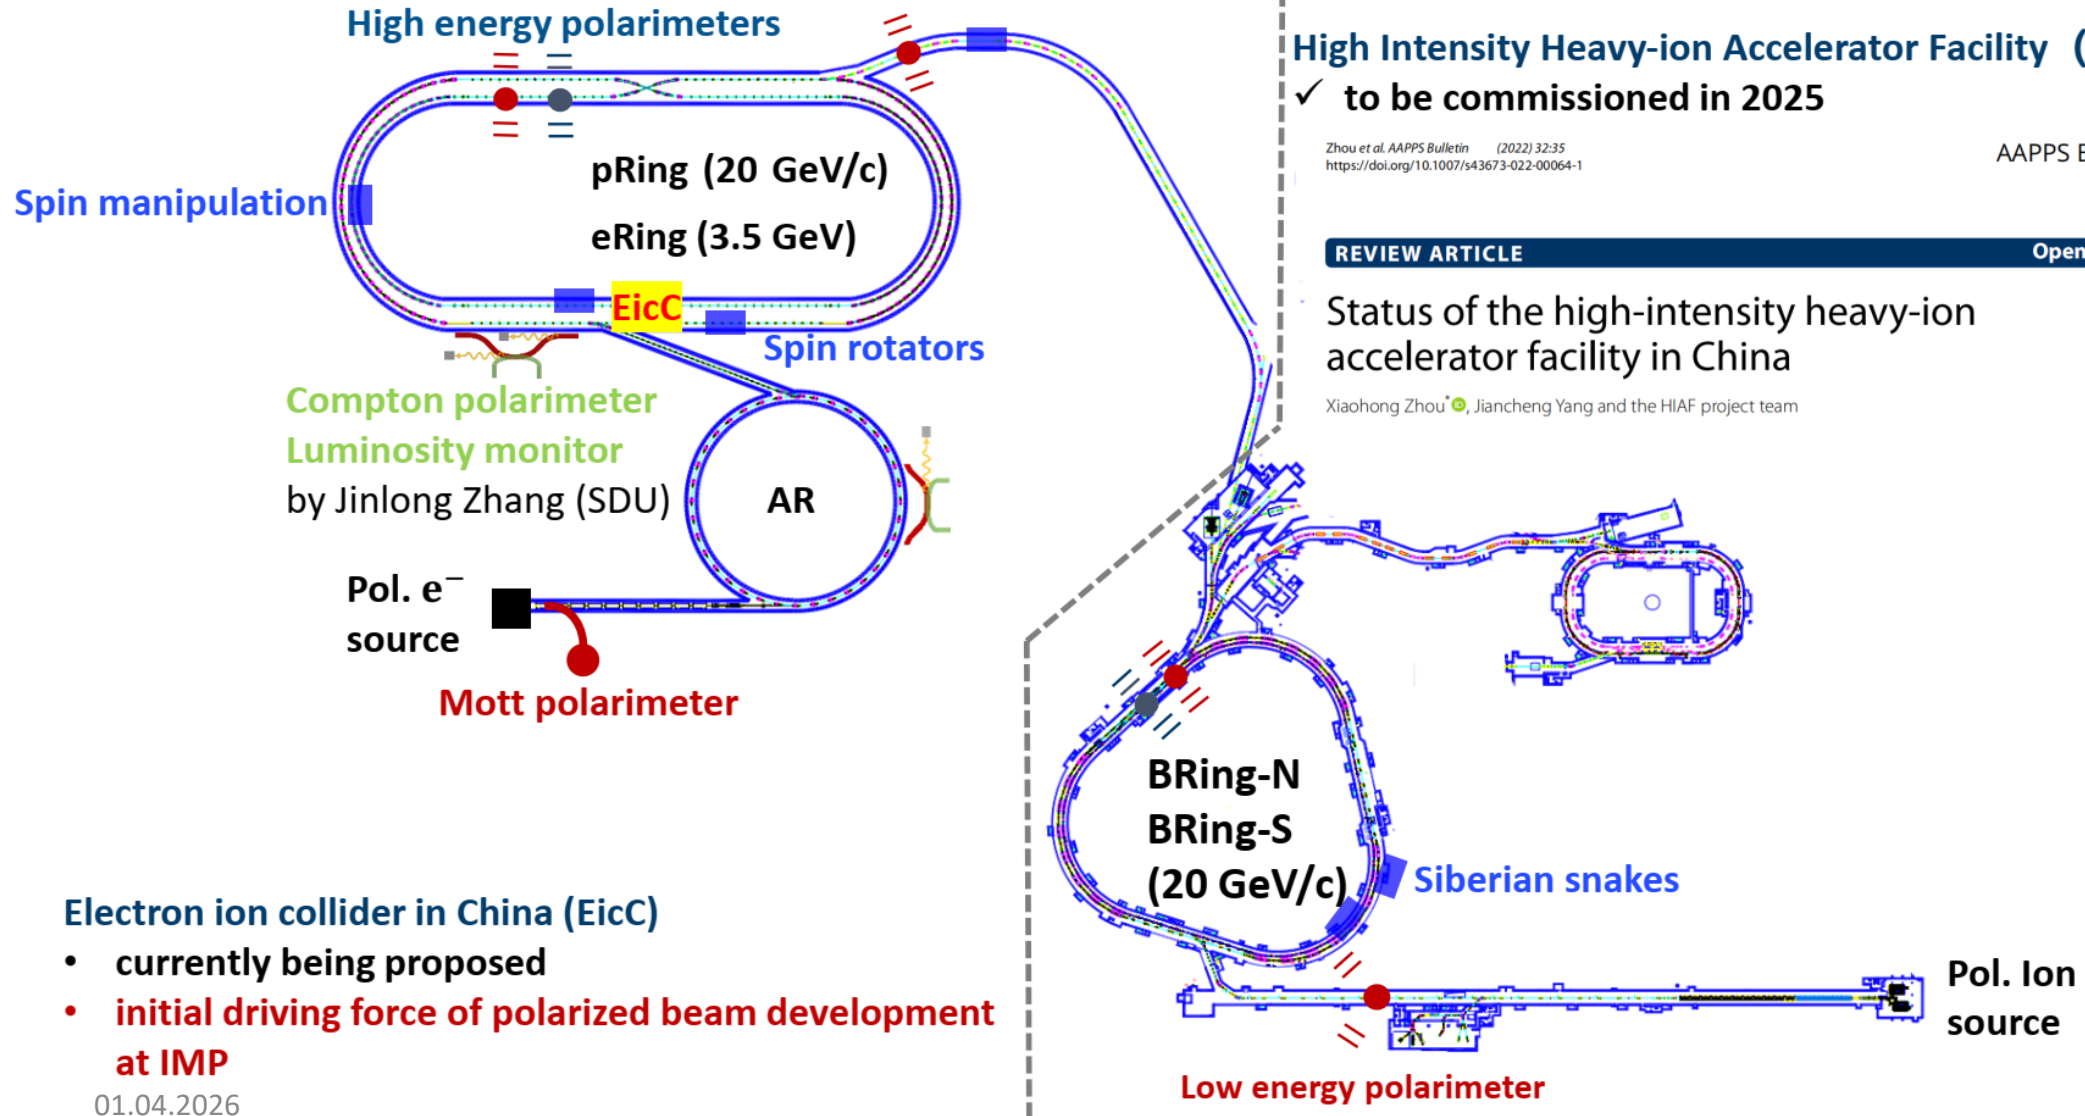 High energy polarimeters
Spin manipulation
pRing (20 GeV/c)
eRing (3.5 GeV)
EicC
Spin rotators
Compton polarimeter
Luminosity monitor
by Jinlong Zhang (SDU)
AR
Pol. e⁻
source
Mott polarimeter
Electron ion collider in China (EicC)
• currently being proposed
• initial driving force of polarized beam development
at IMP
01.04.2026
High Intensity Heavy-ion Accelerator Facility (
✓ to be commissioned in 2025
Zhou et al. AAPPS Bulletin (2022) 32:35
https://doi.org/10.1007/s43673-022-00064-1
AAPPS B
REVIEW ARTICLE Open
Status of the high-intensity heavy-ion
accelerator facility in China
Xiaohong Zhou*, Jiancheng Yang and the HIAF project team
BRing-N
BRing-S
(20 GeV/c)
Siberian snakes
Pol. Ion
source
Low energy polarimeter